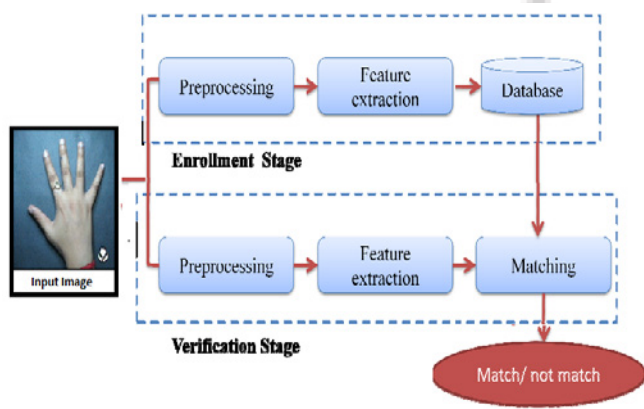 Preprocessing
Feature
extraction
Database
Enrollment Stage
Input Image
Preprocessing
Feature
extraction
Matching
Verification Stage
Match/ not match